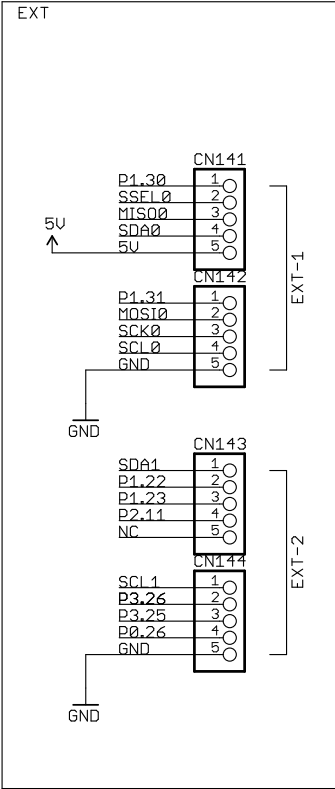 EXT
CN141
P1.30 1
SSEL0 2
MISO0 3
SDA0 4
5V 5V 5
CN142
P1.31 1
MOSI0 2
SCK0 3
SCL0 4
GND 5
EXT-1
GND
CN143
SDA1 1
P1.22 2
P1.23 3
P2.11 4
NC 5
CN144
SCL1 1
P3.26 2
P3.25 3
P0.26 4
GND 5
EXT-2
GND